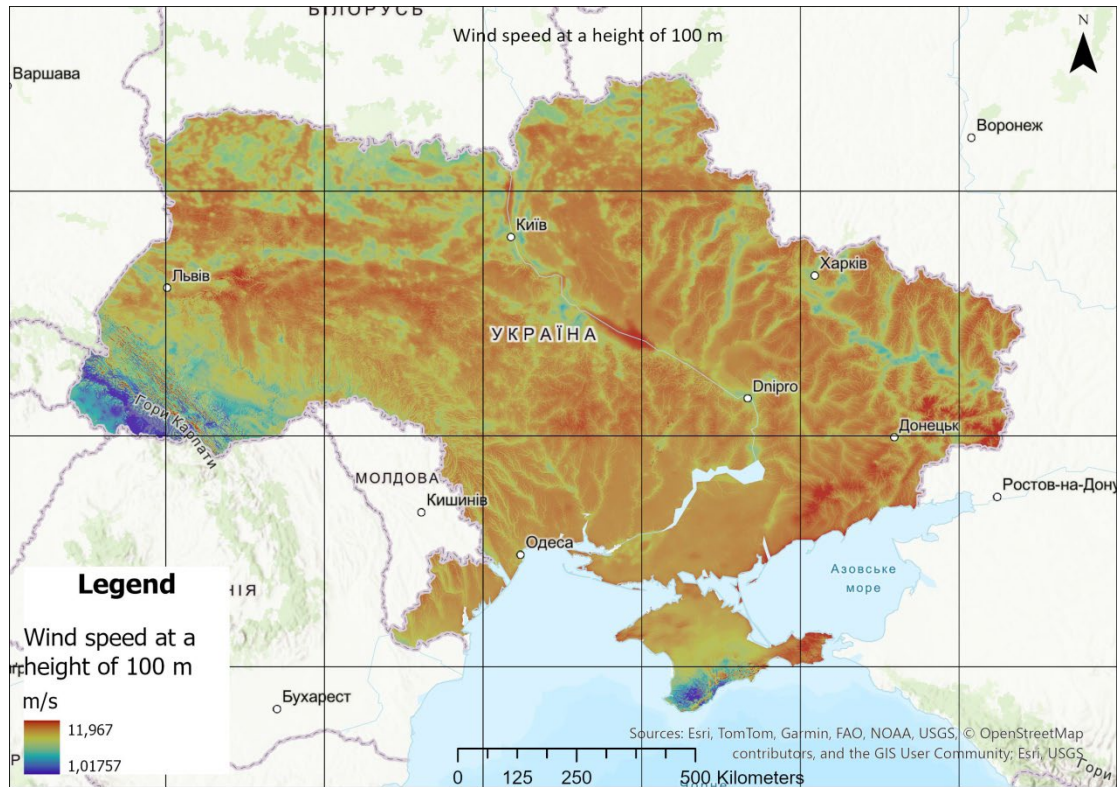 БІЛОРУСЬ
Wind speed at a height of 100 m
N
Варшава
Воронеж
Київ
Львів
Харків
УКРАЇНА
Dnipro
Гори Карпати
Донецьк
МОЛДОВА
Кишинів
Ростов-на-Дону
Одеса
Азовське
море
Legend
НІЯ
Wind speed at a
height of 100 m
m/s
11,967
1,01757
Бухарест
Sources: Esri, TomTom, Garmin, FAO, NOAA, USGS, © OpenStreetMap
contributors, and the GIS User Community; Esri, USGS
0 125 250 500 Kilometers
Гори